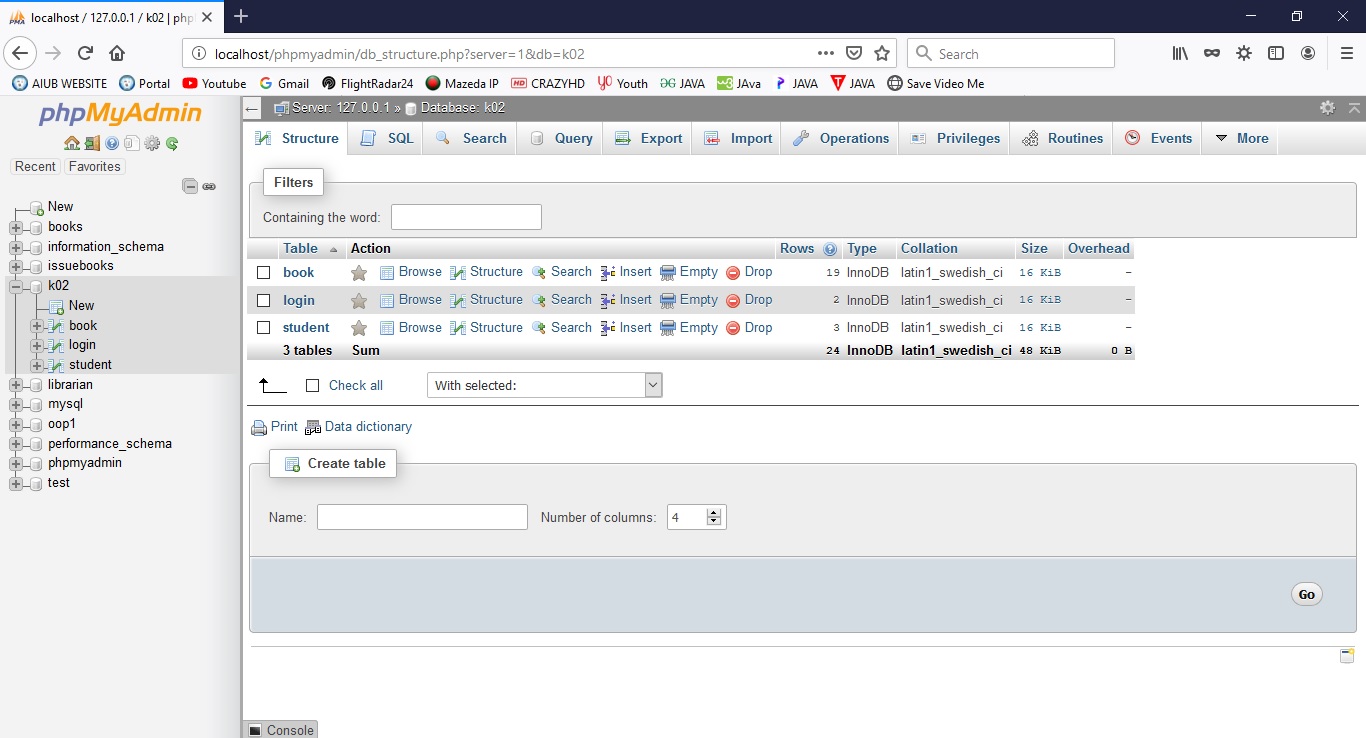 localhost / 127.0.0.1 / k02 | php
localhost/phpmyadmin/db_structure.php?server=1&db=k02
Search
AIUB WEBSITE Portal Youtube Gmail FlightRadar24 Mazeda IP CRAZYHD Youth JAVA JAva JAVA JAVA Save Video Me
phpMyAdmin
Recent Favorites
New
books
information_schema
issuebooks
k02
New
book
login
student
librarian
mysql
oop1
performance_schema
phpmyadmin
test
Server: 127.0.0.1 » Database: k02
Structure SQL Search Query Export Import Operations Privileges Routines Events More
Filters
Containing the word:
Table Action Rows Type Collation Size Overhead
book Browse Structure Search Insert Empty Drop 19 InnoDB latin1_swedish_ci 16 KiB -
login Browse Structure Search Insert Empty Drop 2 InnoDB latin1_swedish_ci 16 KiB -
student Browse Structure Search Insert Empty Drop 3 InnoDB latin1_swedish_ci 16 KiB -
3 tables Sum 24 InnoDB latin1_swedish_ci 48 KiB 0 B
Check all With selected:
Print Data dictionary
Create table
Name: Number of columns: 4
Go
Console